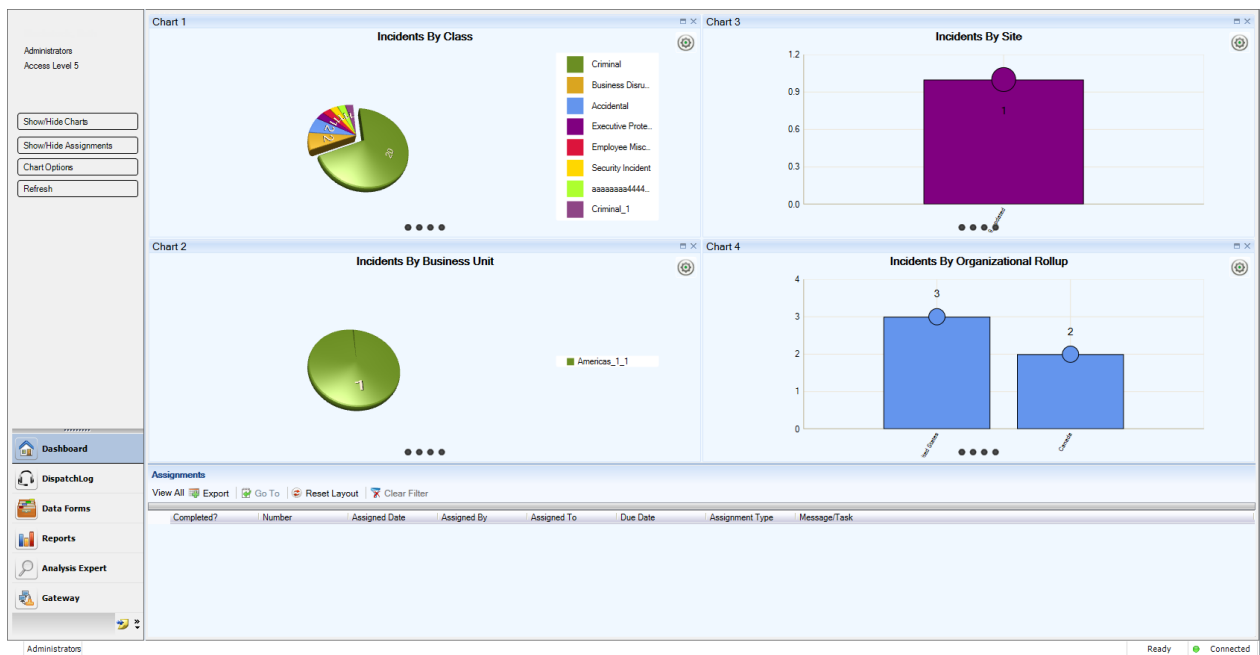 Administrators
Access Level 5
Show/Hide Charts
Show/Hide Assignments
Chart Options
Refresh
Dashboard
DispatchLog
Data Forms
Reports
Analysis Expert
Gateway
Chart 1
Incidents By Class
20
Criminal
Business Disru...
Accidental
Executive Prote...
Employee Misc...
Security Incident
aaaaaaaa4444...
Criminal_1
Chart 3
Incidents By Site
1.2
0.9
0.6
0.3
0.0
1
Chart 2
Incidents By Business Unit
7
Americas_1_1
Chart 4
Incidents By Organizational Rollup
4
3
2
1
0
3
2
States
Canada
Assignments
View All Export Go To Reset Layout Clear Filter
Completed? Number Assigned Date Assigned By Assigned To Due Date Assignment Type Message/Task
Administrators Ready Connected